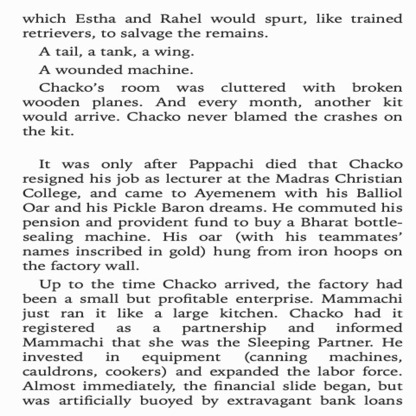 which Estha and Rahel would spurt, like trained
retrievers, to salvage the remains.
A tail, a tank, a wing.
A wounded machine.
Chacko’s room was cluttered with broken
wooden planes. And every month, another kit
would arrive. Chacko never blamed the crashes on
the kit.
It was only after Pappachi died that Chacko
resigned his job as lecturer at the Madras Christian
College, and came to Ayemenem with his Balliol
Oar and his Pickle Baron dreams. He commuted his
pension and provident fund to buy a Bharat bottle-
sealing machine. His oar (with his teammates’
names inscribed in gold) hung from iron hoops on
the factory wall.
Up to the time Chacko arrived, the factory had
been a small but profitable enterprise. Mammachi
just ran it like a large kitchen. Chacko had it
registered as a partnership and informed
Mammachi that she was the Sleeping Partner. He
invested in equipment (canning machines,
cauldrons, cookers) and expanded the labor force.
Almost immediately, the financial slide began, but
was artificially buoyed by extravagant bank loans